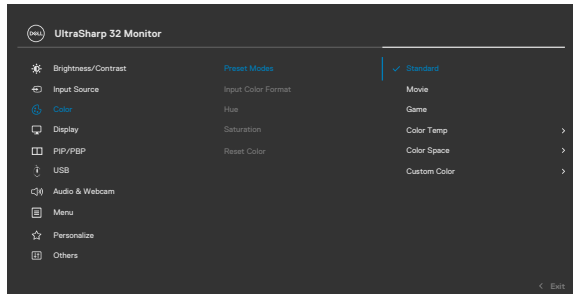 DELL
UltraSharp 32 Monitor
Brightness/Contrast
Input Source
Color
Display
PIP/PBP
USB
Audio & Webcam
Menu
Personalize
Others
Preset Modes
Input Color Format
Hue
Saturation
Reset Color
Standard
Movie
Game
Color Temp
Color Space
Custom Color
Exit